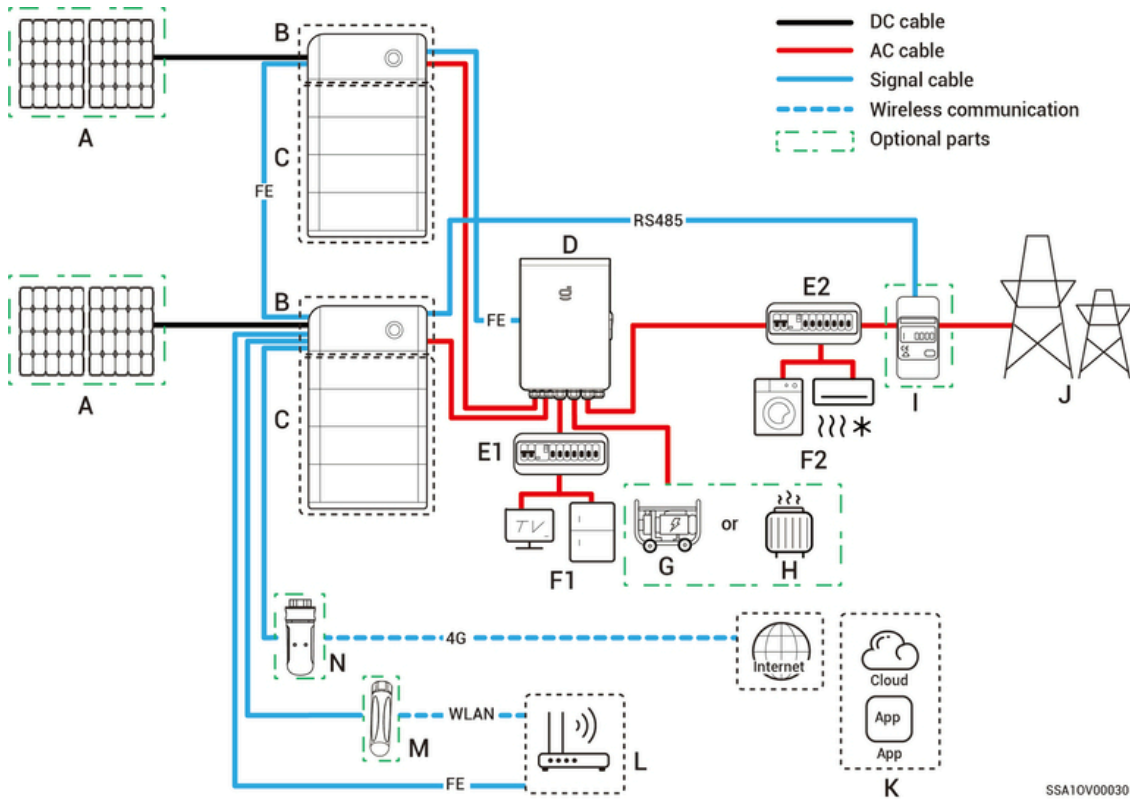 DC cable
AC cable
Signal cable
Wireless communication
Optional parts
A
B
C
FE
RS485
D
FE
E2
F2
I
J
A
B
C
E1
TV
F1
G
or
H
N
4G
Internet
Cloud
App
App
K
M
WLAN
L
FE
SSA1OV00030